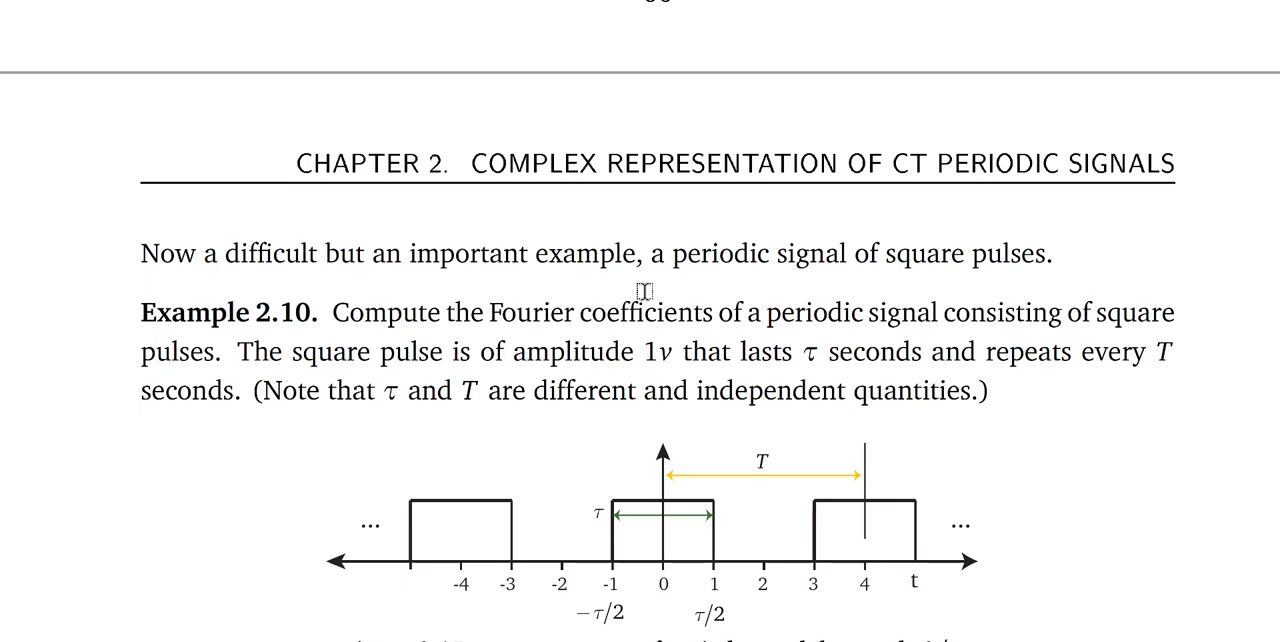 CHAPTER 2. COMPLEX REPRESENTATION OF CT PERIODIC SIGNALS
Now a difficult but an important example, a periodic signal of square pulses.
Example 2.10. Compute the Fourier coefficients of a periodic signal consisting of square
pulses. The square pulse is of amplitude 1v that lasts τ seconds and repeats every T
seconds. (Note that τ and T are different and independent quantities.)
T
τ
... ...
-4 -3 -2 -1 0 1 2 3 4 t
−τ/2 τ/2